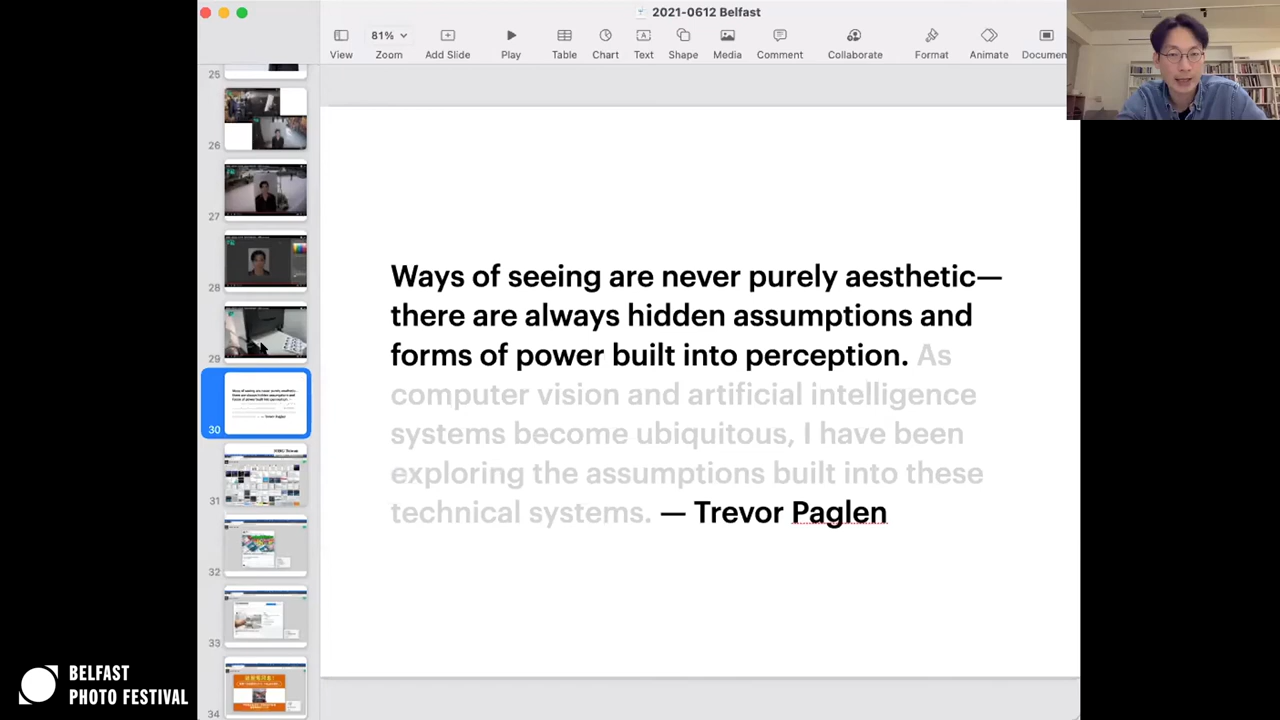 2021-0612 Belfast
81%
View
Zoom
Add Slide
Play
Table
Chart
Text
Shape
Media
Comment
Collaborate
Format
Animate
Documen
25
26
27
28
29
30
31
32
33
34
Ways of seeing are never purely aesthetic—
there are always hidden assumptions and
forms of power built into perception. As
computer vision and artificial intelligence
systems become ubiquitous, I have been
exploring the assumptions built into these
technical systems. — Trevor Paglen
BELFAST
PHOTO FESTIVAL